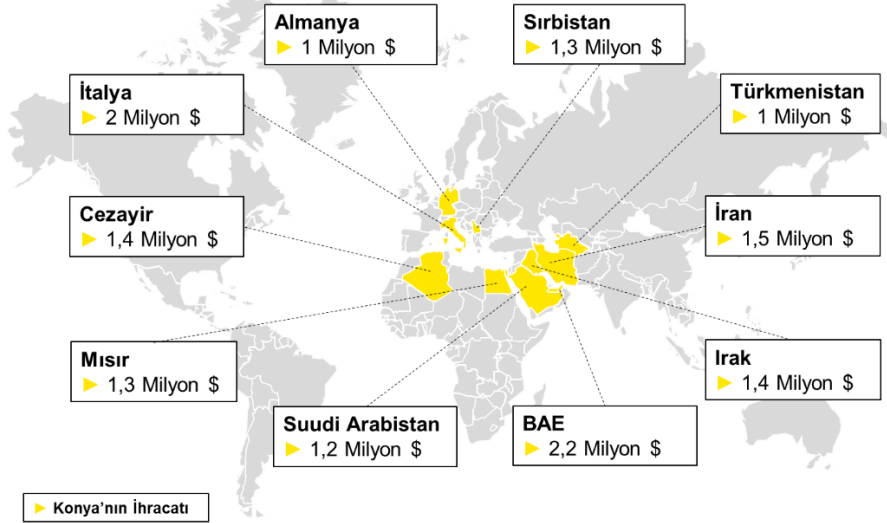 Almanya
1 Milyon $
Sırbistan
1,3 Milyon $
İtalya
2 Milyon $
Türkmenistan
1 Milyon $
Cezayir
1,4 Milyon $
İran
1,5 Milyon $
Mısır
1,3 Milyon $
Irak
1,4 Milyon $
Suudi Arabistan
1,2 Milyon $
BAE
2,2 Milyon $
Konya’nın İhracatı